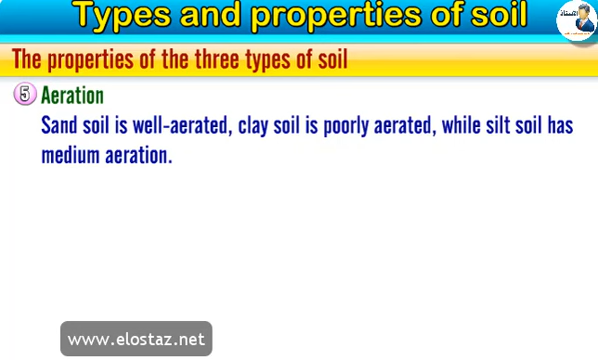 Types and properties of soil
الأستاذ
The properties of the three types of soil
5 Aeration
Sand soil is well-aerated, clay soil is poorly aerated, while silt soil has
medium aeration.
www.elostaz.net